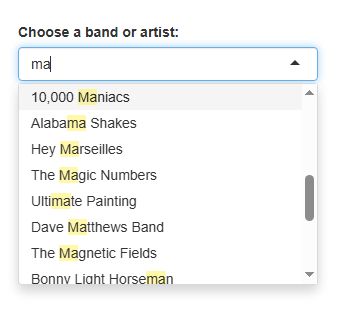 Choose a band or artist:
ma
10,000 Maniacs
Alabama Shakes
Hey Marseilles
The Magic Numbers
Ultimate Painting
Dave Matthews Band
The Magnetic Fields
Bonny Light Horseman